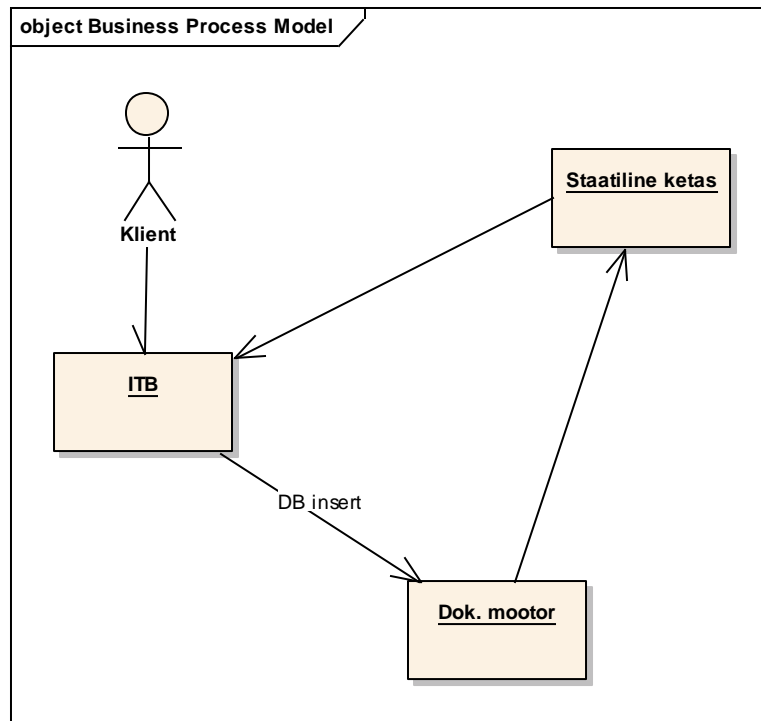 object Business Process Model
Klient
Staatiline ketas
ITB
DB insert
Dok. mootor